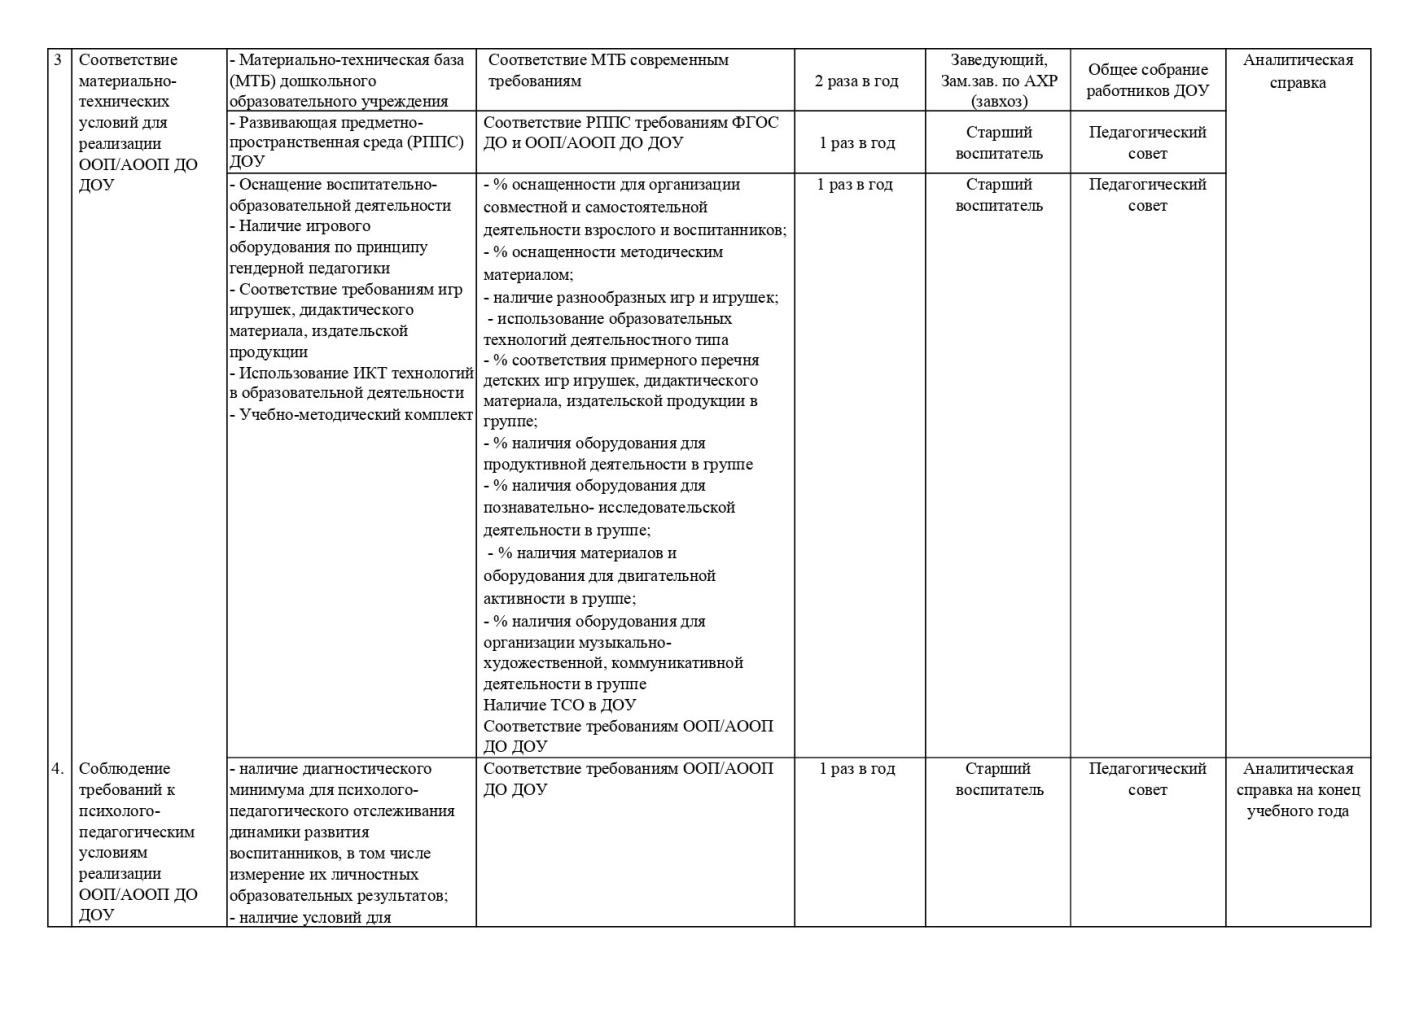 3
Соответствие
материально-
технических
условий для
реализации
ООП/АООП ДО
ДОУ
- Материально-техническая база
(МТБ) дошкольного
образовательного учреждения
Соответствие МТБ современным
требованиям
2 раза в год
Заведующий,
Зам.зав. по АХР
(завхоз)
Общее собрание
работников ДОУ
Аналитическая
справка
- Развивающая предметно-
пространственная среда (РППС)
ДОУ
Соответствие РППС требованиям ФГОС
ДО и ООП/АООП ДО ДОУ
1 раз в год
Старший
воспитатель
Педагогический
совет
- Оснащение воспитательно-
образовательной деятельности
- Наличие игрового
оборудования по принципу
гендерной педагогики
- Соответствие требованиям игр
игрушек, дидактического
материала, издательской
продукции
- Использование ИКТ технологий
в образовательной деятельности
- Учебно-методический комплект
- % оснащенности для организации
совместной и самостоятельной
деятельности взрослого и воспитанников;
- % оснащенности методическим
материалом;
- наличие разнообразных игр и игрушек;
- использование образовательных
технологий деятельностного типа
- % соответствия примерного перечня
детских игр игрушек, дидактического
материала, издательской продукции в
группе;
- % наличия оборудования для
продуктивной деятельности в группе
- % наличия оборудования для
познавательно- исследовательской
деятельности в группе;
- % наличия материалов и
оборудования для двигательной
активности в группе;
- % наличия оборудования для
организации музыкально-
художественной, коммуникативной
деятельности в группе
Наличие ТСО в ДОУ
Соответствие требованиям ООП/АООП
ДО ДОУ
1 раз в год
Старший
воспитатель
Педагогический
совет
4.
Соблюдение
требований к
психолого-
педагогическим
условиям
реализации
ООП/АООП ДО
ДОУ
- наличие диагностического
минимума для психолого-
педагогического отслеживания
динамики развития
воспитанников, в том числе
измерение их личностных
образовательных результатов;
- наличие условий для
Соответствие требованиям ООП/АООП
ДО ДОУ
1 раз в год
Старший
воспитатель
Педагогический
совет
Аналитическая
справка на конец
учебного года